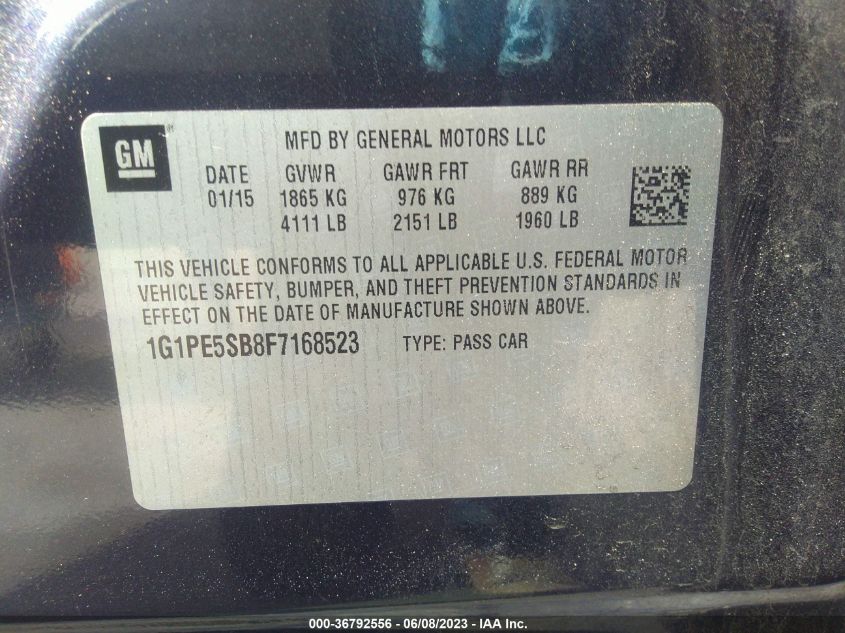 GM
MFD BY GENERAL MOTORS LLC
DATE GVWR GAWR FRT GAWR RR
01/15 1865 KG 976 KG 889 KG
4111 LB 2151 LB 1960 LB
THIS VEHICLE CONFORMS TO ALL APPLICABLE U.S. FEDERAL MOTOR
VEHICLE SAFETY, BUMPER, AND THEFT PREVENTION STANDARDS IN
EFFECT ON THE DATE OF MANUFACTURE SHOWN ABOVE.
1G1PE5SB8F7168523 TYPE: PASS CAR
000-36792556 - 06/08/2023 - IAA Inc.